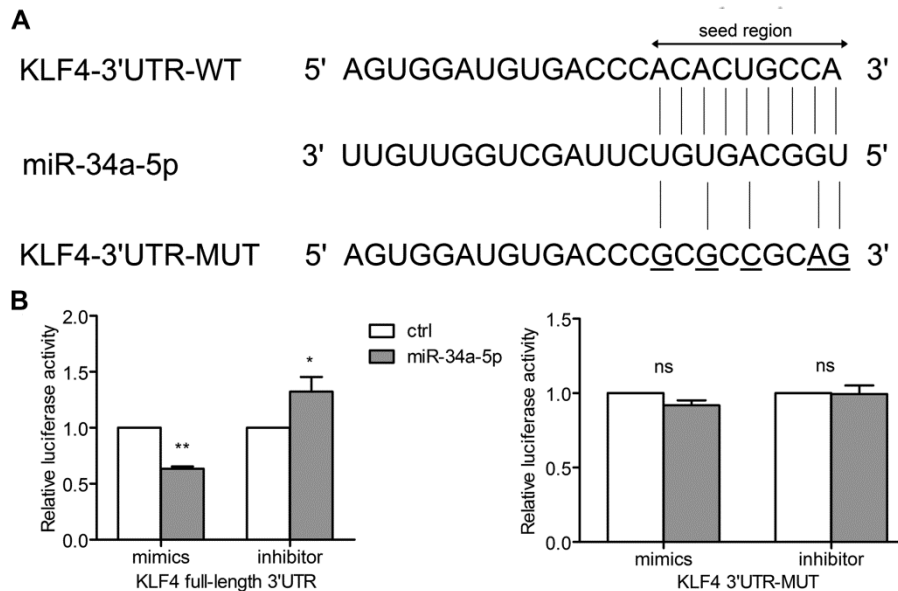 A
seed region
KLF4-3'UTR-WT 5' AGUGGAUGUGACCCACACUGCCA 3'
miR-34a-5p 3' UUGUUGGUCGAUUCUGUGACGGU 5'
KLF4-3'UTR-MUT 5' AGUGGAUGUGACCCGCGCCGCAG 3'
B
Relative luciferase activity
2.0
1.5
1.0
0.5
0.0
**
*
mimics inhibitor
KLF4 full-length 3'UTR
ctrl
miR-34a-5p
Relative luciferase activity
1.5
1.0
0.5
0.0
ns ns
mimics inhibitor
KLF4 3'UTR-MUT